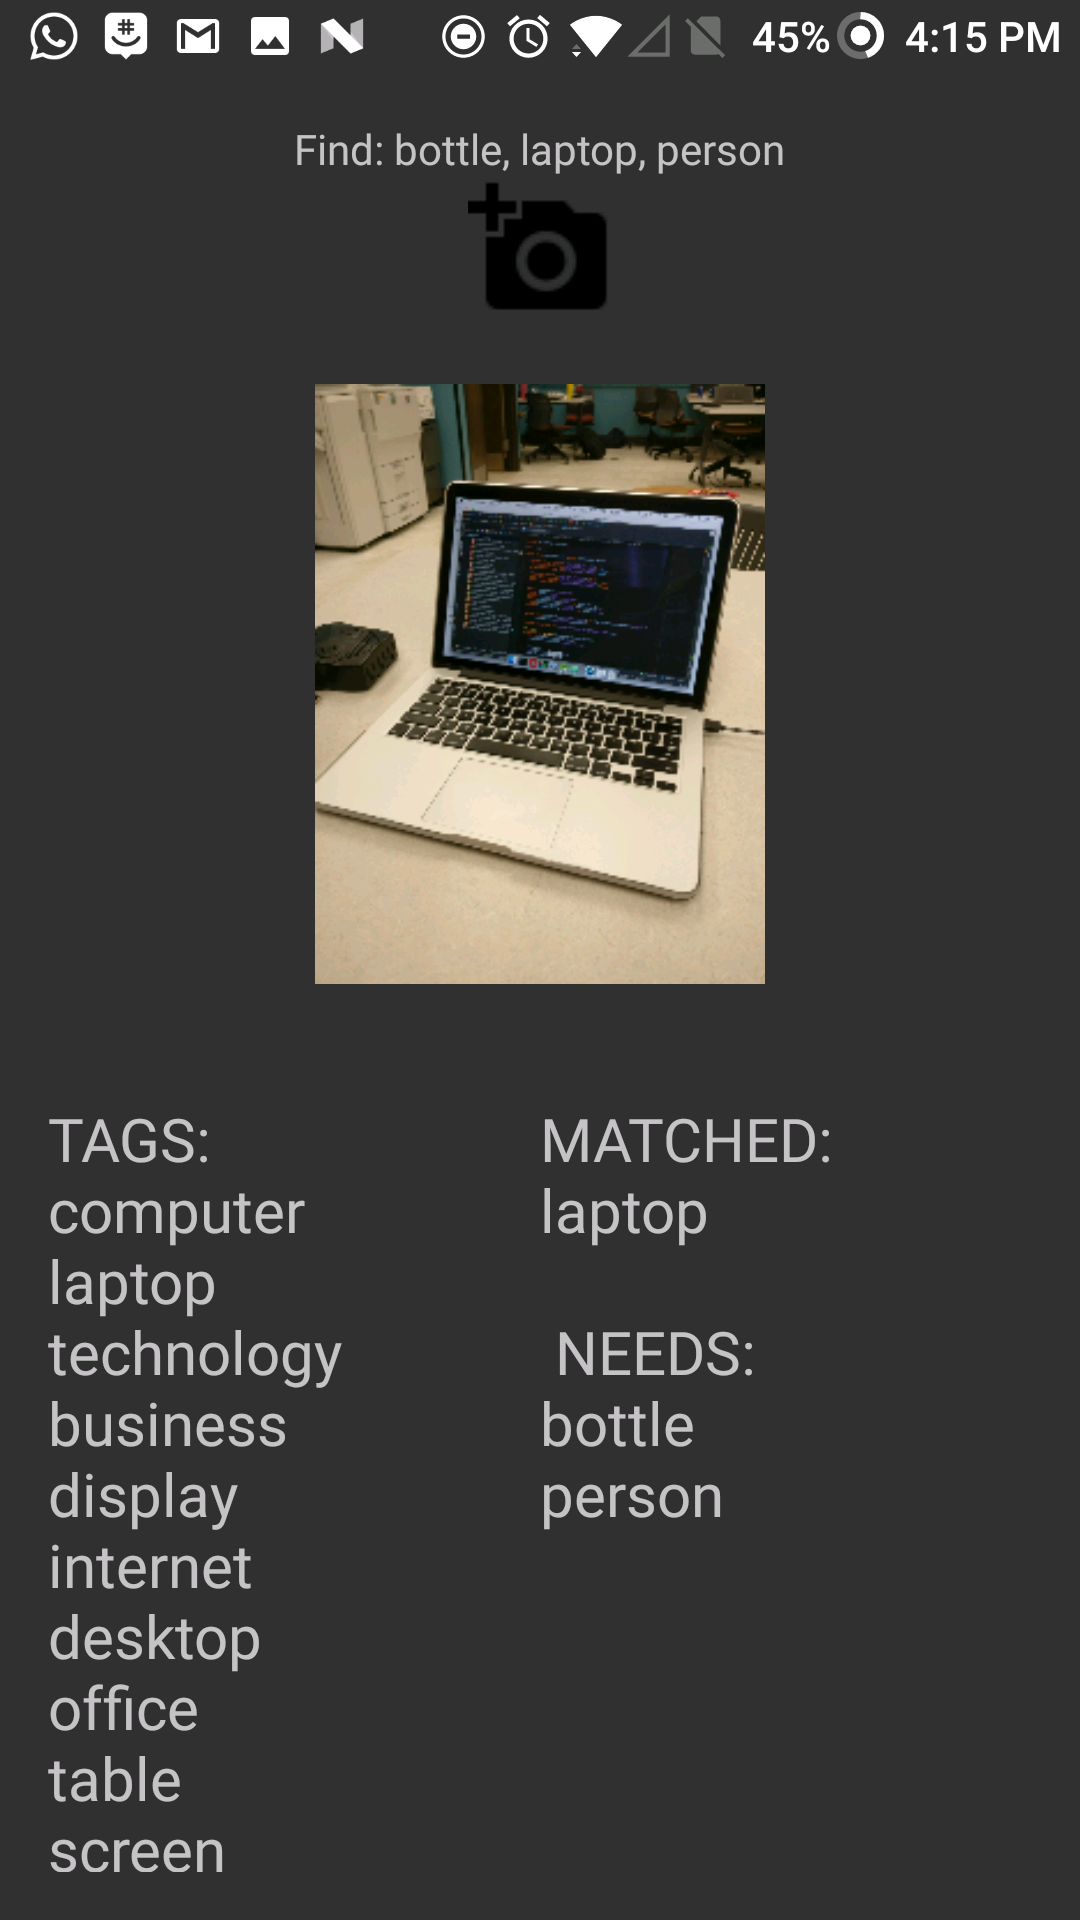 45% 4:15 PM
Find: bottle, laptop, person
TAGS:
computer
laptop
technology
business
display
internet
desktop
office
table
screen
MATCHED:
laptop
NEEDS:
bottle
person